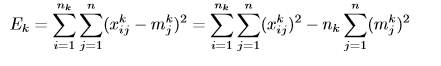 $E_k = \sum_{i=1}^{n_k} \sum_{j=1}^{n} (x_{ij}^k - m_j^k)^2 = \sum_{i=1}^{n_k} \sum_{j=1}^{n} (x_{ij}^k)^2 - n_k \sum_{j=1}^{n} (m_j^k)^2$